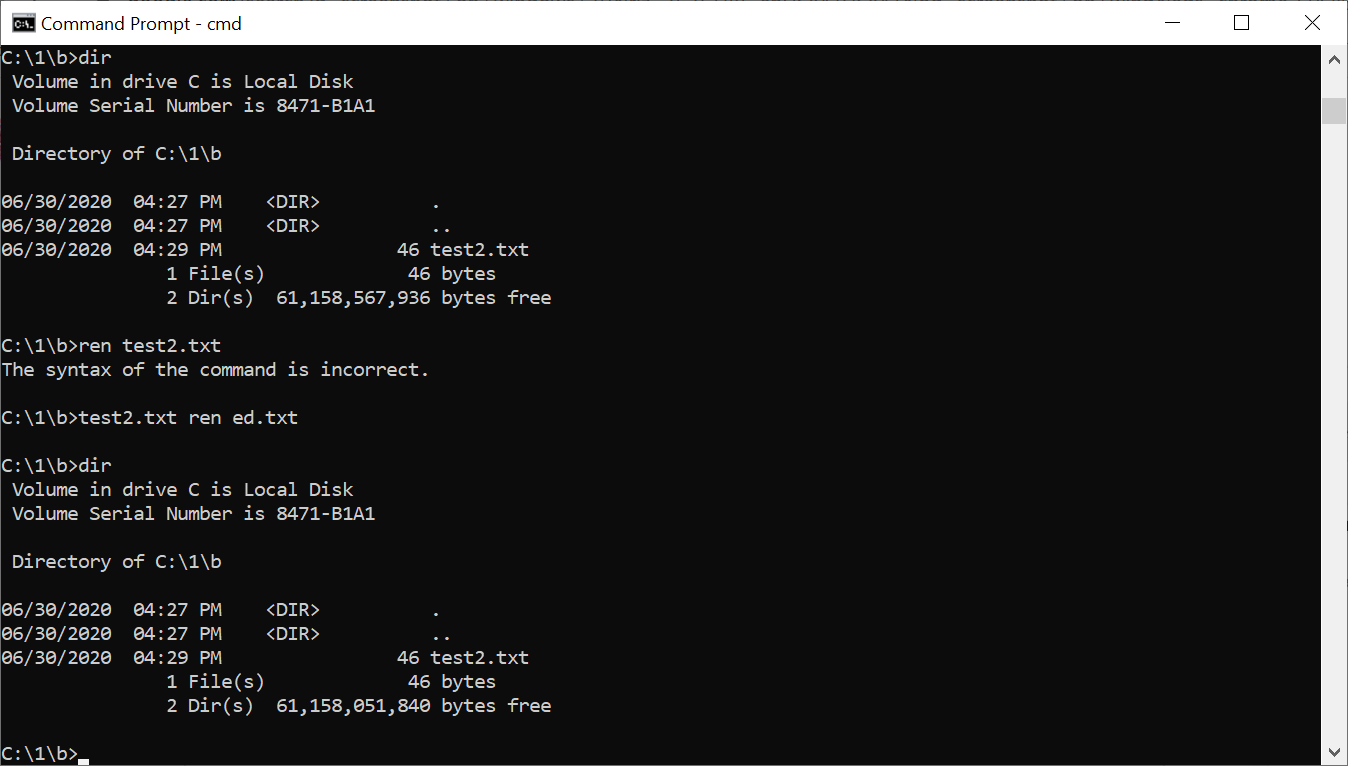 Command Prompt - cmd
C:\1\b>dir
 Volume in drive C is Local Disk
 Volume Serial Number is 8471-B1A1

 Directory of C:\1\b

06/30/2020  04:27 PM    <DIR>          .
06/30/2020  04:27 PM    <DIR>          ..
06/30/2020  04:29 PM                46 test2.txt
               1 File(s)             46 bytes
               2 Dir(s)  61,158,567,936 bytes free

C:\1\b>ren test2.txt
The syntax of the command is incorrect.

C:\1\b>test2.txt ren ed.txt

C:\1\b>dir
 Volume in drive C is Local Disk
 Volume Serial Number is 8471-B1A1

 Directory of C:\1\b

06/30/2020  04:27 PM    <DIR>          .
06/30/2020  04:27 PM    <DIR>          ..
06/30/2020  04:29 PM                46 test2.txt
               1 File(s)             46 bytes
               2 Dir(s)  61,158,051,840 bytes free

C:\1\b>